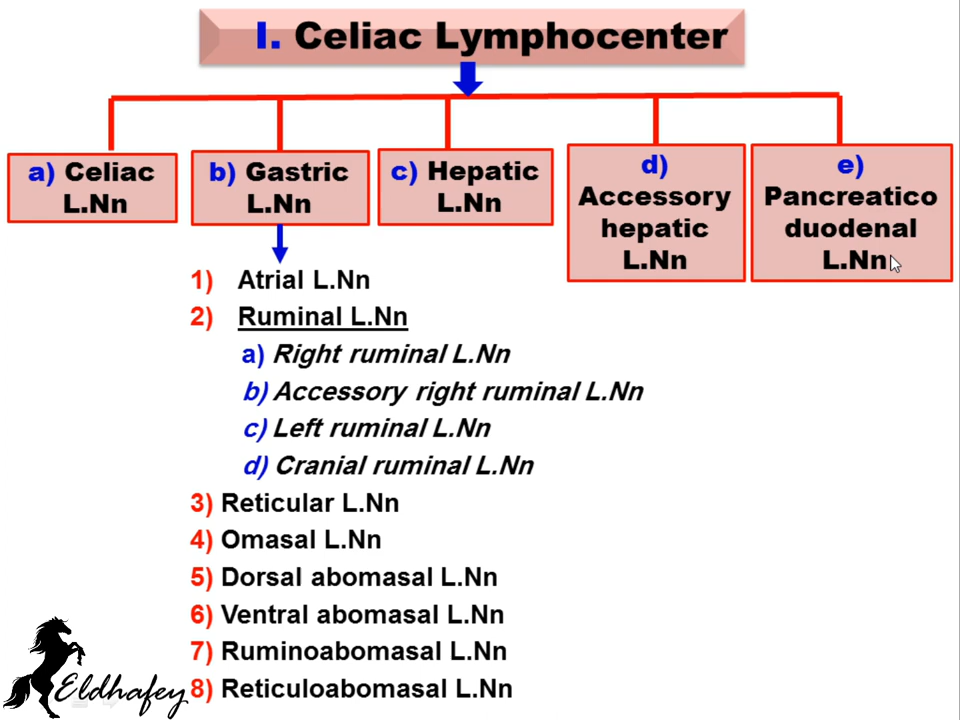 I. Celiac Lymphocenter
a) Celiac
L.Nn
b) Gastric
L.Nn
c) Hepatic
L.Nn
d)
Accessory
hepatic
L.Nn
e)
Pancreatico
duodenal
L.Nn
1) Atrial L.Nn
2) Ruminal L.Nn
a) Right ruminal L.Nn
b) Accessory right ruminal L.Nn
c) Left ruminal L.Nn
d) Cranial ruminal L.Nn
3) Reticular L.Nn
4) Omasal L.Nn
5) Dorsal abomasal L.Nn
6) Ventral abomasal L.Nn
7) Ruminoabomasal L.Nn
8) Reticuloabomasal L.Nn
Eldhafey